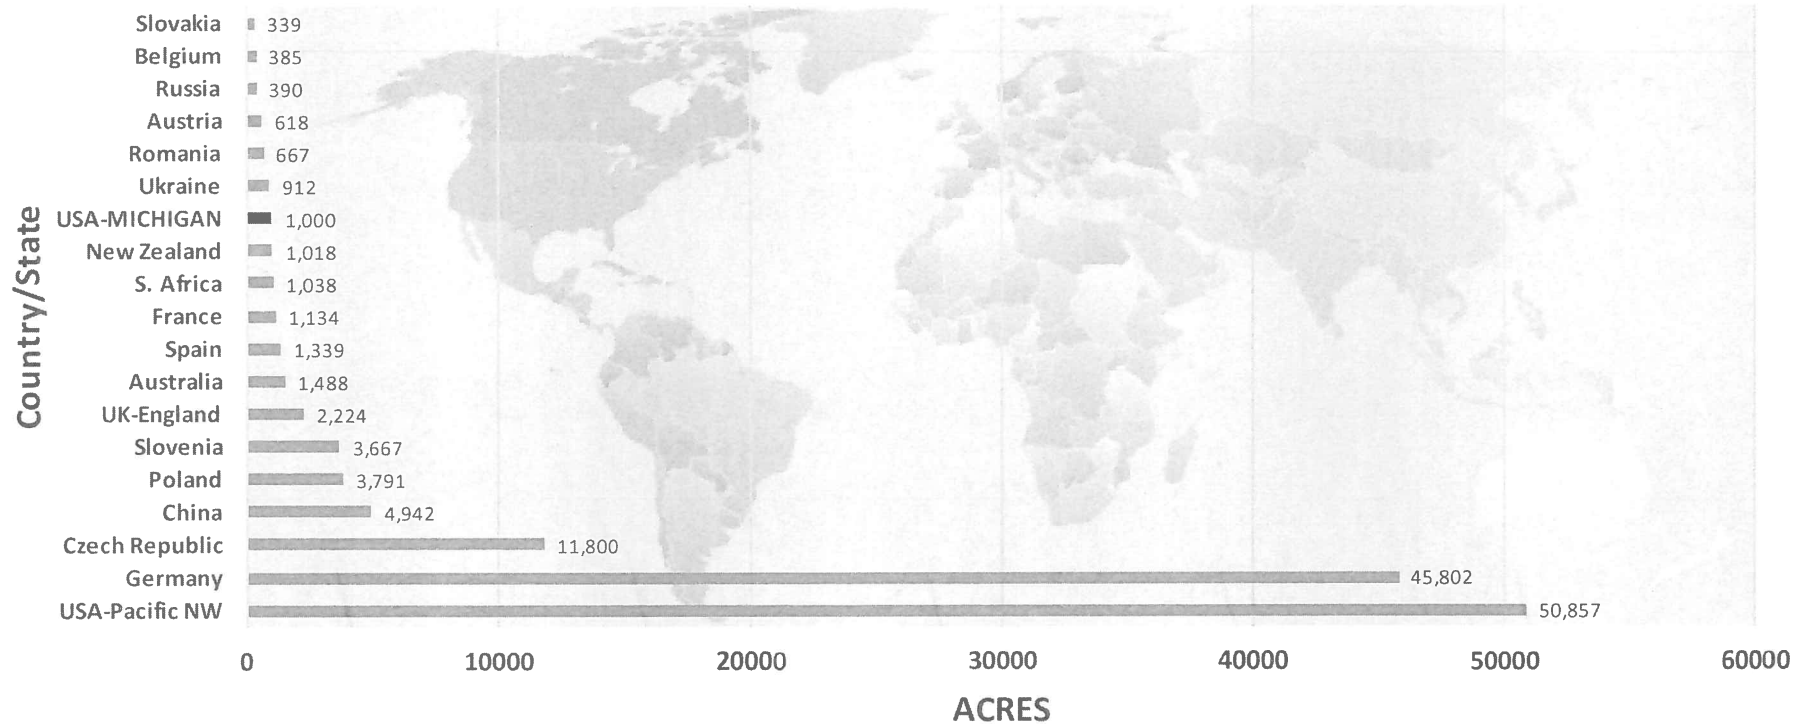 Slovakia 339
Belgium 385
Russia 390
Austria 618
Romania 667
Ukraine 912
USA-MICHIGAN 1,000
New Zealand 1,018
S. Africa 1,038
France 1,134
Spain 1,339
Australia 1,488
UK-England 2,224
Slovenia 3,667
Poland 3,791
China 4,942
Czech Republic 11,800
Germany 45,802
USA-Pacific NW 50,857
Country/State
0 10000 20000 30000 40000 50000 60000
ACRES